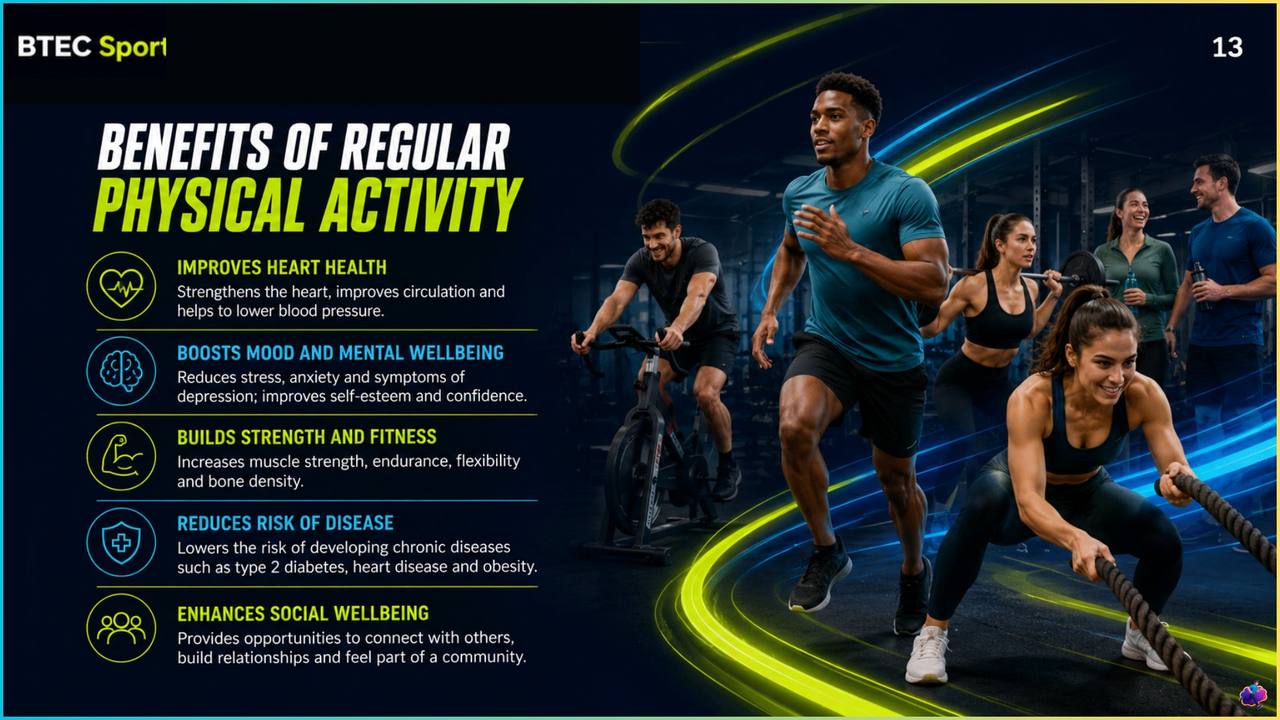 BTEC Sport
13
BENEFITS OF REGULAR
PHYSICAL ACTIVITY
IMPROVES HEART HEALTH
Strengthens the heart, improves circulation and
helps to lower blood pressure.
BOOSTS MOOD AND MENTAL WELLBEING
Reduces stress, anxiety and symptoms of
depression; improves self-esteem and confidence.
BUILDS STRENGTH AND FITNESS
Increases muscle strength, endurance, flexibility
and bone density.
REDUCES RISK OF DISEASE
Lowers the risk of developing chronic diseases
such as type 2 diabetes, heart disease and obesity.
ENHANCES SOCIAL WELLBEING
Provides opportunities to connect with others,
build relationships and feel part of a community.